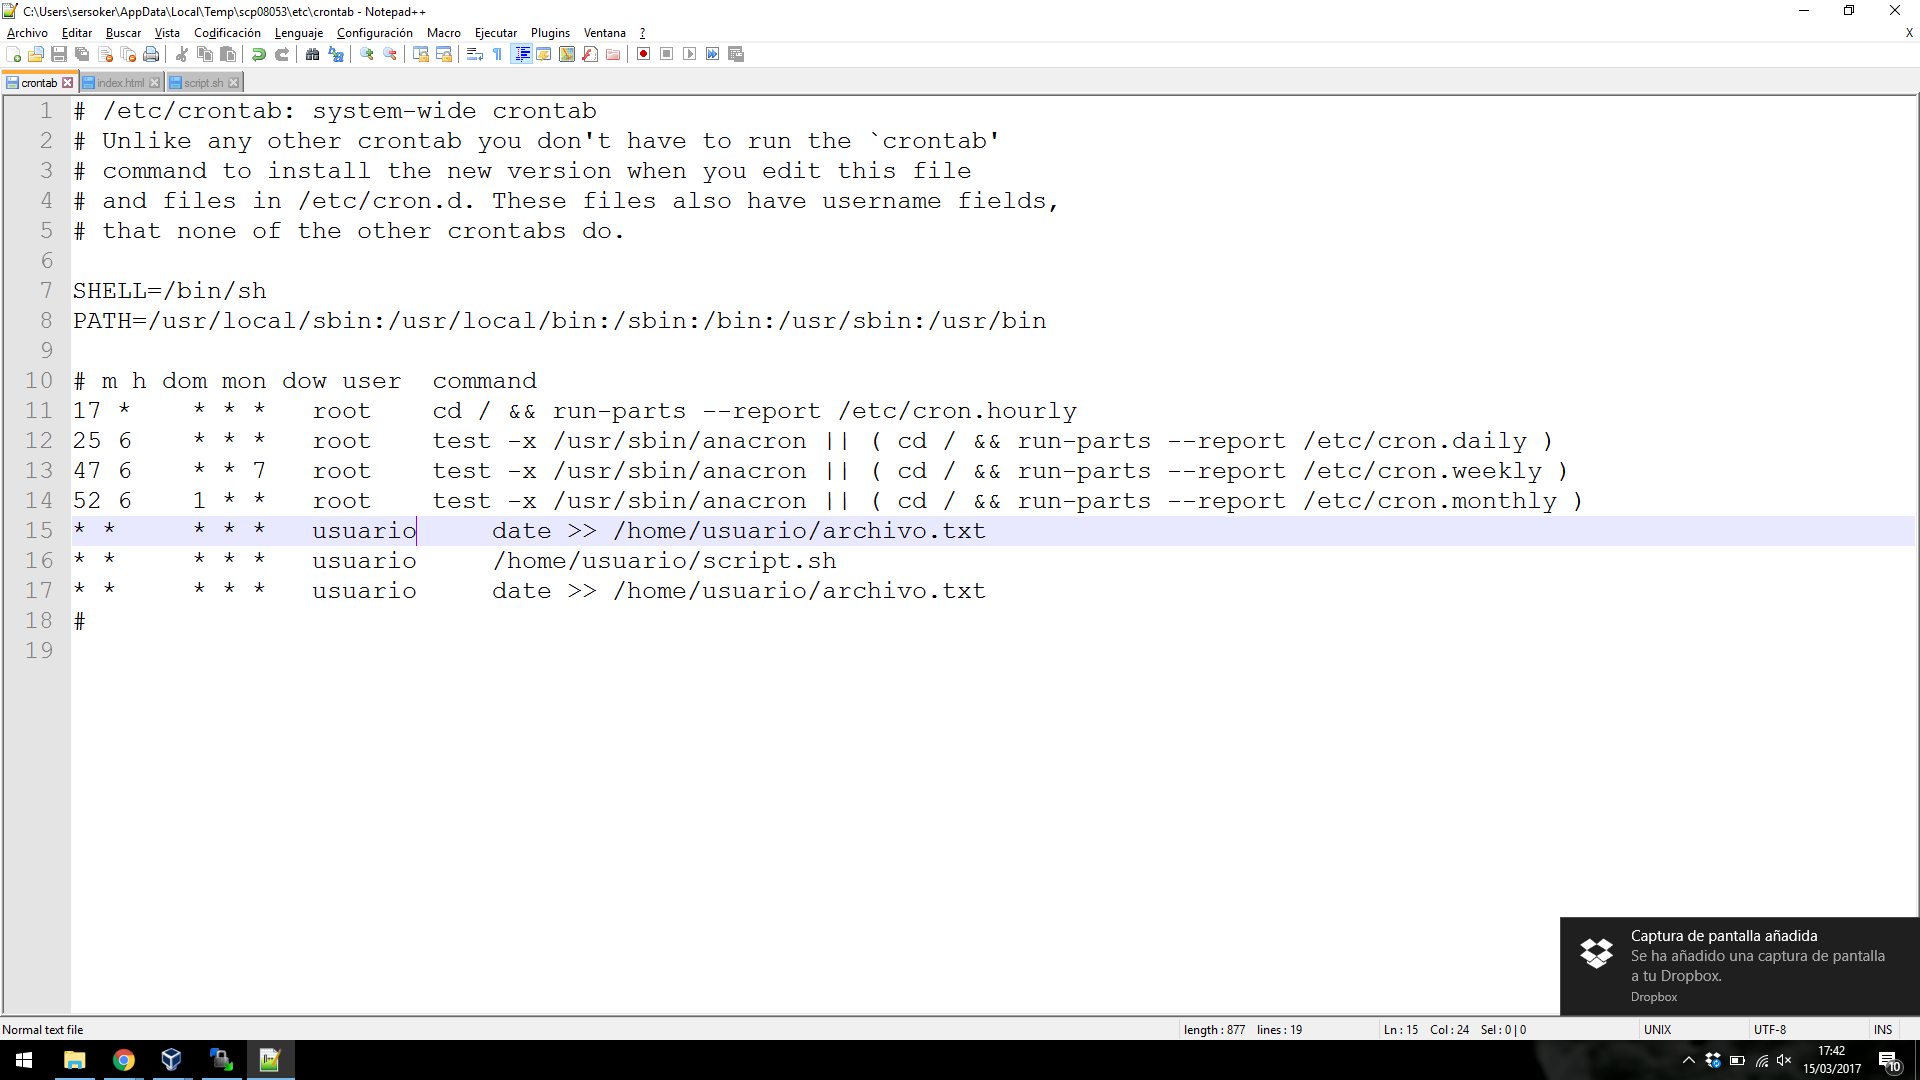 C:\Users\sersoker\AppData\Local\Temp\scp08053\etc\crontab - Notepad++
Archivo Editar Buscar Vista Codificación Lenguaje Configuración Macro Ejecutar Plugins Ventana ? X
crontab index.html script.sh
1 # /etc/crontab: system-wide crontab
2 # Unlike any other crontab you don't have to run the `crontab'
3 # command to install the new version when you edit this file
4 # and files in /etc/cron.d. These files also have username fields,
5 # that none of the other crontabs do.
6
7 SHELL=/bin/sh
8 PATH=/usr/local/sbin:/usr/local/bin:/sbin:/bin:/usr/sbin:/usr/bin
9
10 # m h dom mon dow user  command
11 17 *    * * *   root    cd / && run-parts --report /etc/cron.hourly
12 25 6    * * *   root    test -x /usr/sbin/anacron || ( cd / && run-parts --report /etc/cron.daily )
13 47 6    * * 7   root    test -x /usr/sbin/anacron || ( cd / && run-parts --report /etc/cron.weekly )
14 52 6    1 * *   root    test -x /usr/sbin/anacron || ( cd / && run-parts --report /etc/cron.monthly )
15 * *     * * *   usuario     date >> /home/usuario/archivo.txt
16 * *     * * *   usuario     /home/usuario/script.sh
17 * *     * * *   usuario     date >> /home/usuario/archivo.txt
18 #
19
Captura de pantalla añadida
Se ha añadido una captura de pantalla
a tu Dropbox.
Dropbox
Normal text file length : 877 lines : 19 Ln : 15 Col : 24 Sel : 0 | 0 UNIX UTF-8 INS
17:42
15/03/2017
10